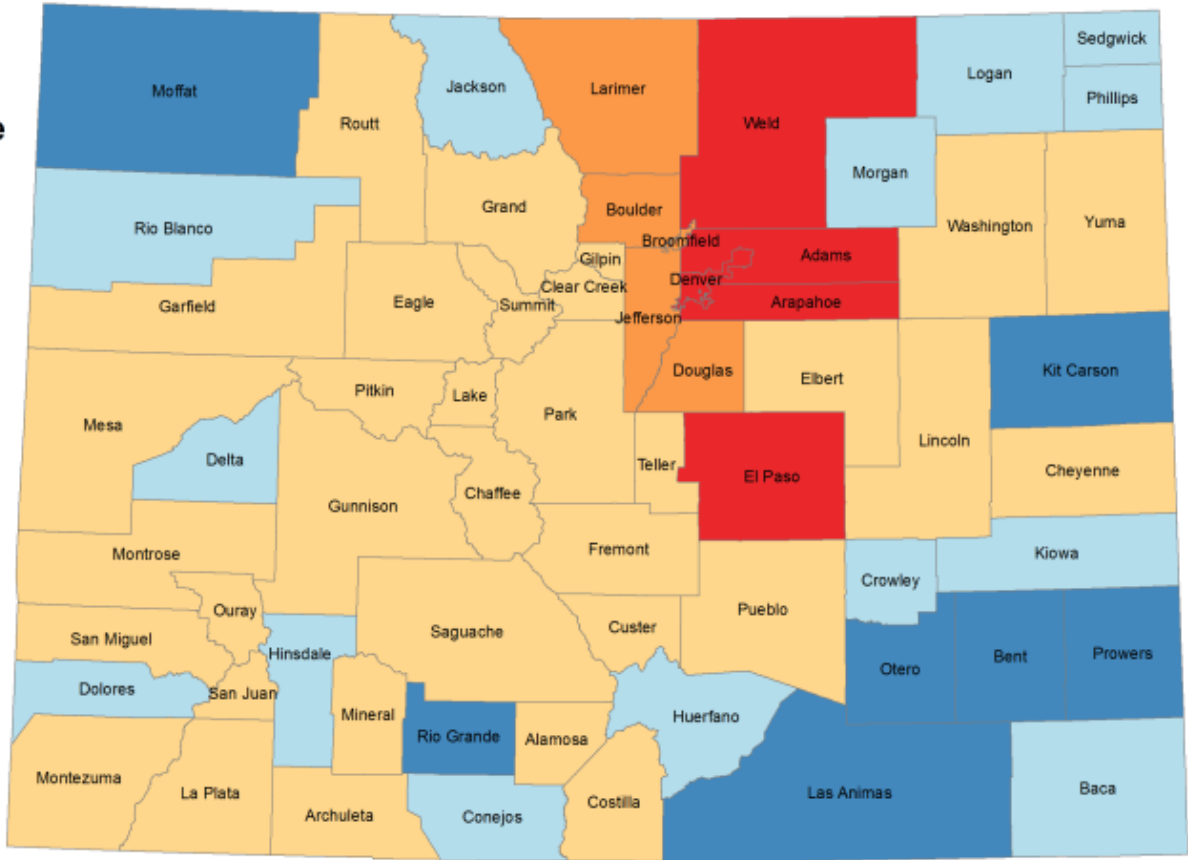 Sedgwick
Logan
Jackson
Larimer
Moffat
Phillips
Routt
Weld
e
Morgan
Grand
Boulder
Washington
Yuma
Rio Blanco
Broomfield
Gilpin
Adams
Denver
Clear Creek
Eagle
Summit
Arapahoe
Garfield
Jefferson
Douglas
Kit Carson
Elbert
Pitkin
Lake
Park
Mesa
Lincoln
Delta
Teller
Cheyenne
El Paso
Chaffee
Gunnison
Fremont
Montrose
Kiowa
Crowley
Ouray
Pueblo
Custer
Saguache
San Miguel
Hinsdale
Bent
Prowers
Otero
Dolores
San Juan
Mineral
Huerfano
Rio Grande
Alamosa
Montezuma
La Plata
Las Animas
Baca
Costilla
Archuleta
Conejos